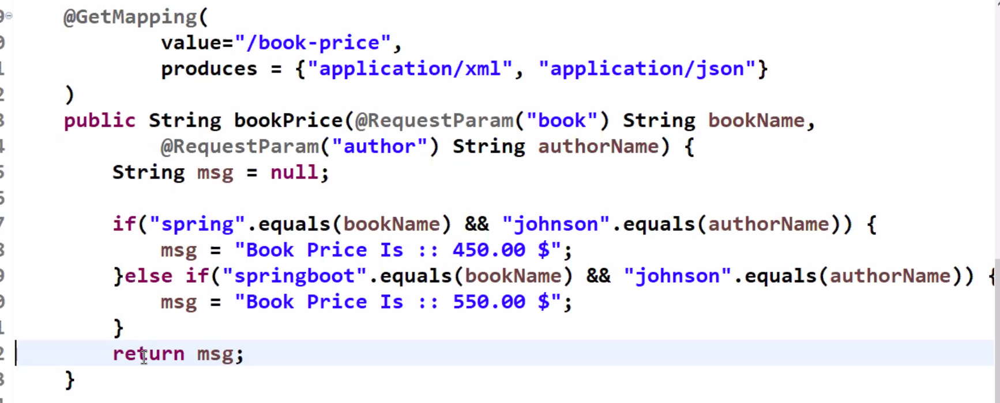 @GetMapping(
value="/book-price",
produces = {"application/xml", "application/json"}
)
public String bookPrice(@RequestParam("book") String bookName,
@RequestParam("author") String authorName) {
String msg = null;
if("spring".equals(bookName) && "johnson".equals(authorName)) {
msg = "Book Price Is :: 450.00 $";
}else if("springboot".equals(bookName) && "johnson".equals(authorName)) {
msg = "Book Price Is :: 550.00 $";
}
return msg;
}